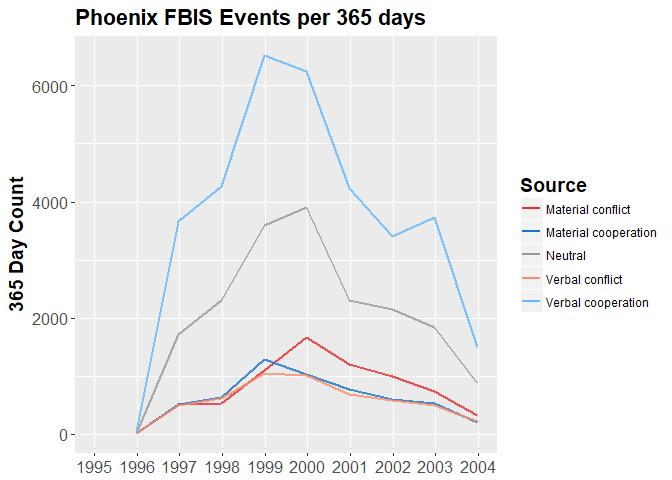 Phoenix FBIS Events per 365 days
365 Day Count
6000
4000
2000
0
1995 1996 1997 1998 1999 2000 2001 2002 2003 2004
Source
Material conflict
Material cooperation
Neutral
Verbal conflict
Verbal cooperation